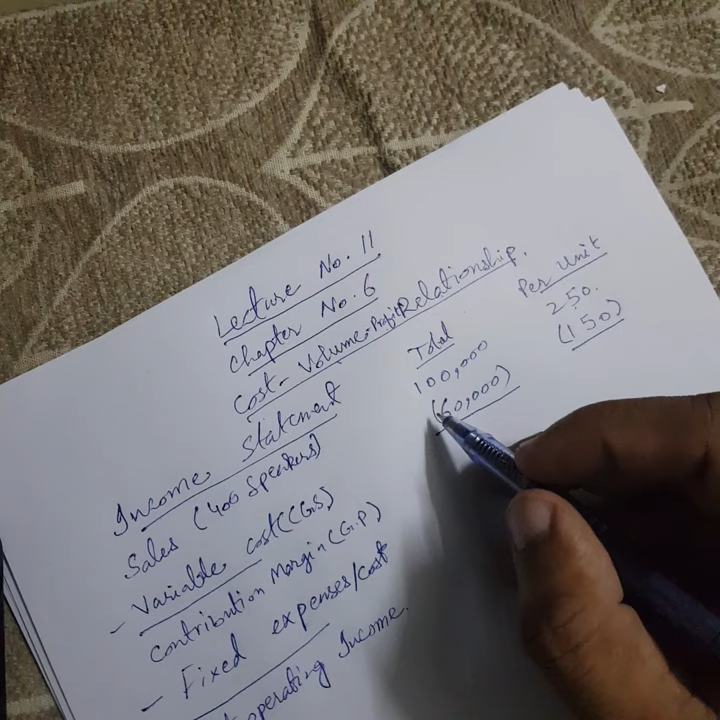 Lecture No. 11
Chapter No. 6
Cost-Volume-Profit Relationship.
Income Statement Total Per Unit
Sales (400 Speakers) 100,000 250.
- Variable cost (CGS) (60,000) (150)
Contribution Margin (G.P)
- Fixed expenses/cost
operating Income.